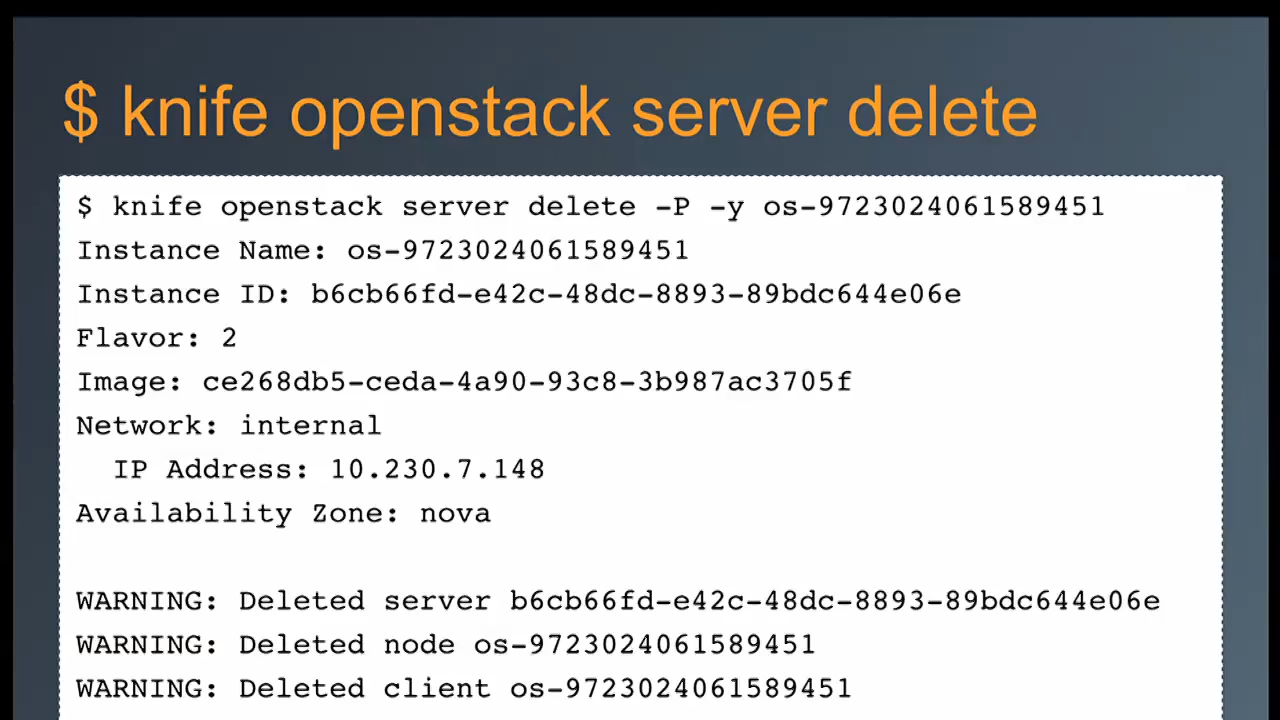 $ knife openstack server delete
$ knife openstack server delete -P -y os-9723024061589451
Instance Name: os-9723024061589451
Instance ID: b6cb66fd-e42c-48dc-8893-89bdc644e06e
Flavor: 2
Image: ce268db5-ceda-4a90-93c8-3b987ac3705f
Network: internal
  IP Address: 10.230.7.148
Availability Zone: nova
WARNING: Deleted server b6cb66fd-e42c-48dc-8893-89bdc644e06e
WARNING: Deleted node os-9723024061589451
WARNING: Deleted client os-9723024061589451